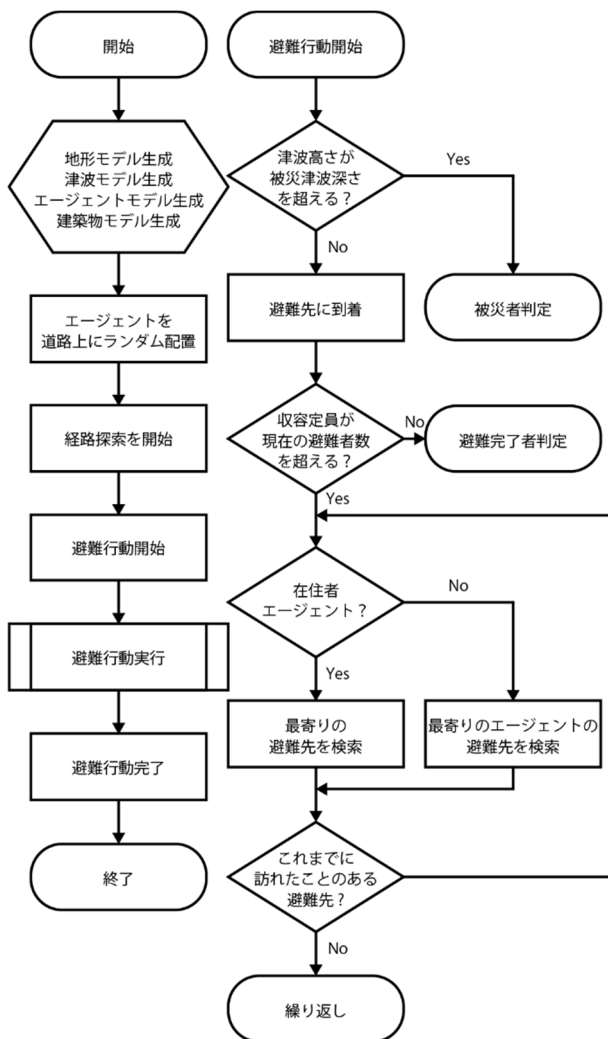 開始
地形モデル生成
津波モデル生成
エージェントモデル生成
建築物モデル生成
エージェントを
道路上にランダム配置
経路探索を開始
避難行動開始
避難行動実行
避難行動完了
終了
避難行動開始
津波高さが
被災津波深さ
を超える？
Yes
No
被災者判定
避難先に到着
収容定員が
現在の避難者数
を超える？
No
避難完了者判定
Yes
在住者
エージェント？
No
Yes
最寄りの
避難先を検索
最寄りのエージェントの
避難先を検索
これまでに
訪れたことのある
避難先？
No
繰り返し